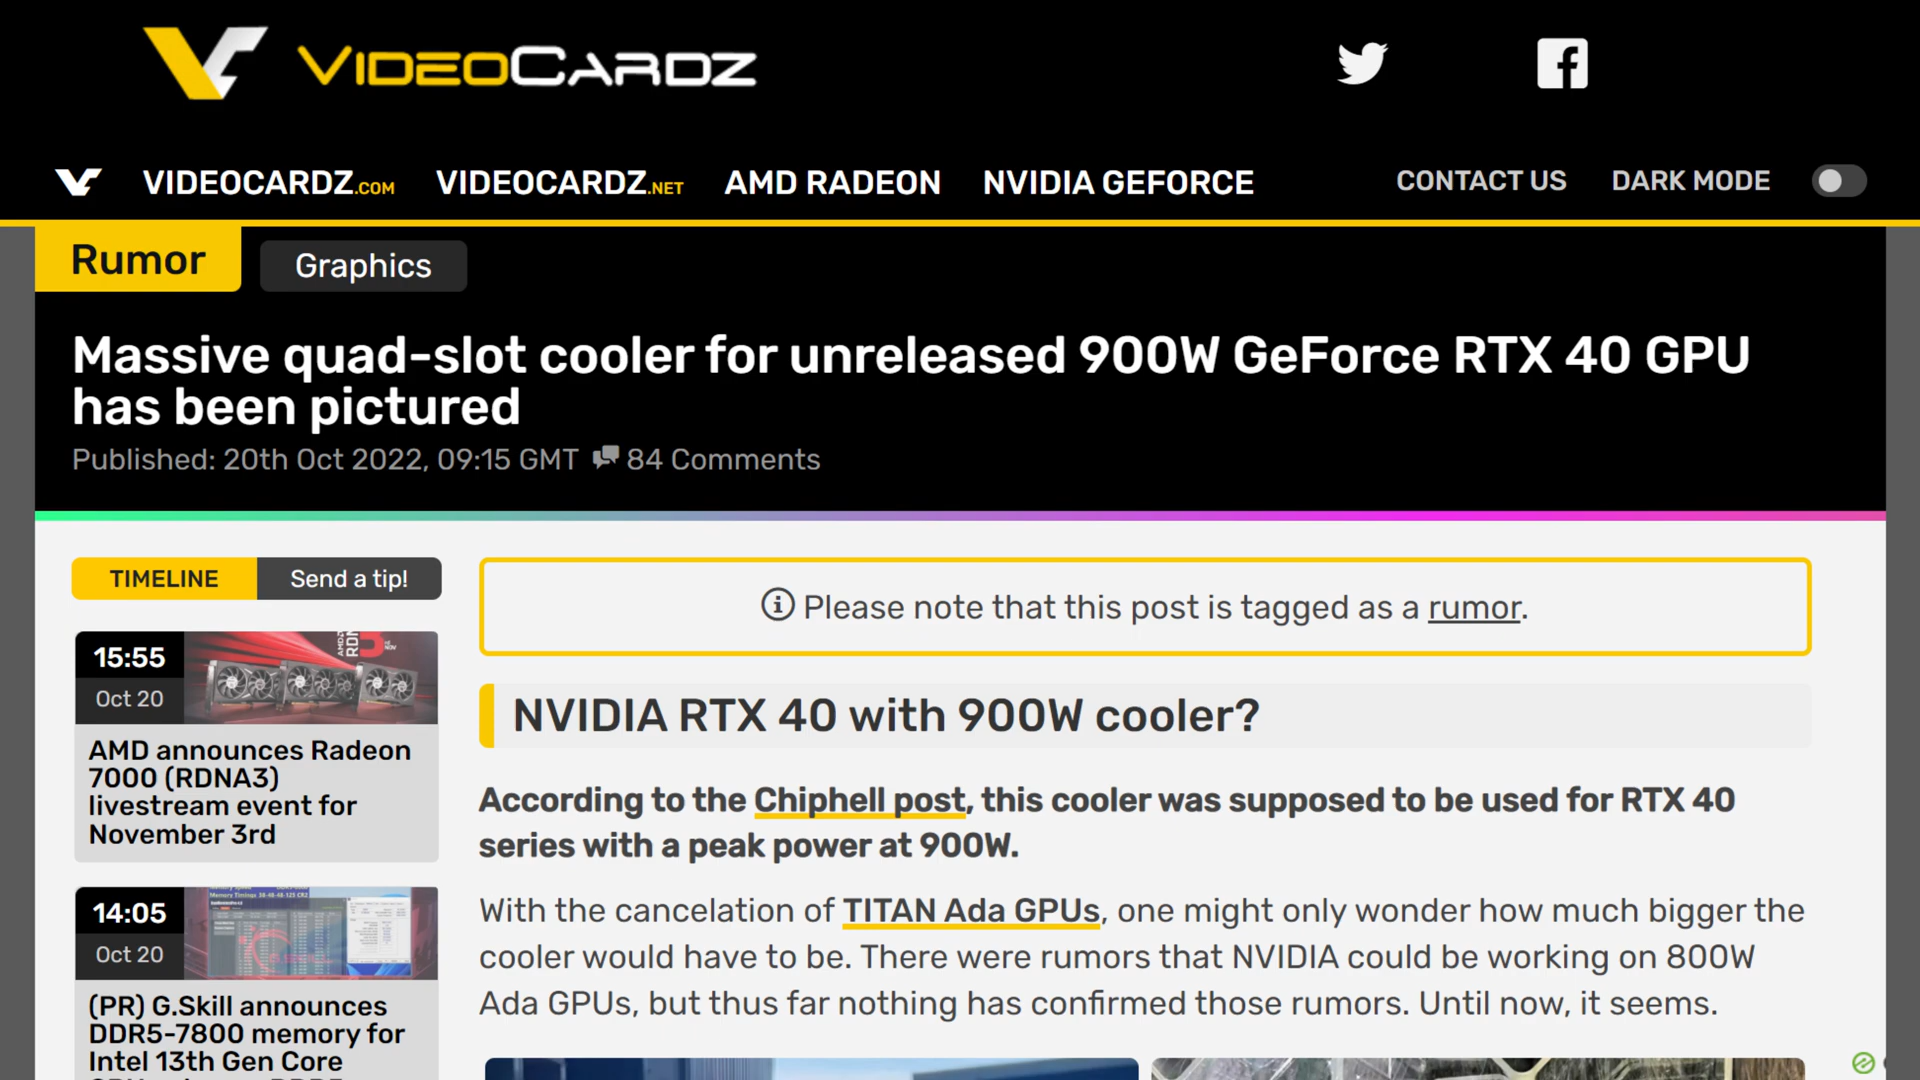 VIDEOCARDZ
VIDEOCARDZ.COM VIDEOCARDZ.NET AMD RADEON NVIDIA GEFORCE CONTACT US DARK MODE
Rumor Graphics
Massive quad-slot cooler for unreleased 900W GeForce RTX 40 GPU
has been pictured
Published: 20th Oct 2022, 09:15 GMT 84 Comments
TIMELINE Send a tip!
15:55
Oct 20
AMD announces Radeon
7000 (RDNA3)
livestream event for
November 3rd
14:05
Oct 20
(PR) G.Skill announces
DDR5-7800 memory for
Intel 13th Gen Core
Please note that this post is tagged as a rumor.
NVIDIA RTX 40 with 900W cooler?
According to the Chiphell post, this cooler was supposed to be used for RTX 40
series with a peak power at 900W.
With the cancelation of TITAN Ada GPUs, one might only wonder how much bigger the
cooler would have to be. There were rumors that NVIDIA could be working on 800W
Ada GPUs, but thus far nothing has confirmed those rumors. Until now, it seems.